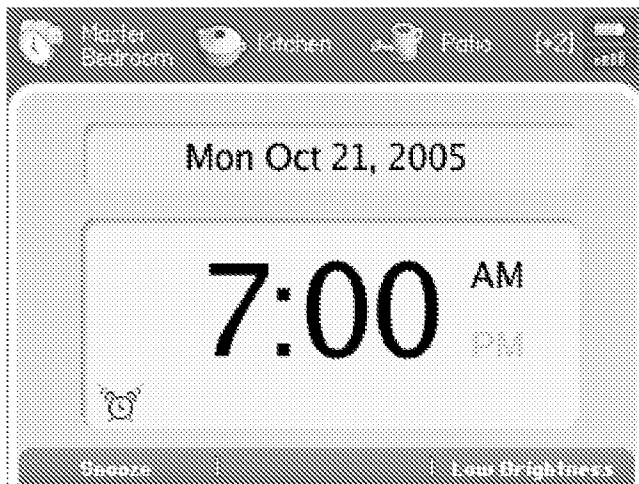 Master
Bedroom
Kitchen
Patio
[+2]
Mon Oct 21, 2005
7:00
AM
PM
Snooze
Low Brightness